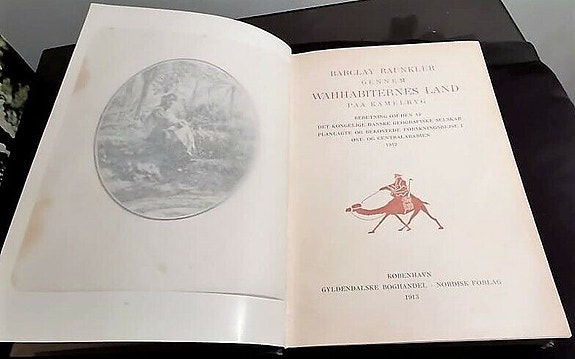 BARCLAY RAUNKIÆR
GENNEM
WAHHABITERNES LAND
PAA KAMELRYG
BERETNING OM DEN AF
DET KONGELIGE DANSKE GEOGRAFISKE SELSKAB
PLANLAGTE OG BEKOSTEDE FORSKNINGSREJSE I
ØST- OG CENTRALARABIEN
1912
KØBENHAVN
GYLDENDALSKE BOGHANDEL · NORDISK FORLAG
1913